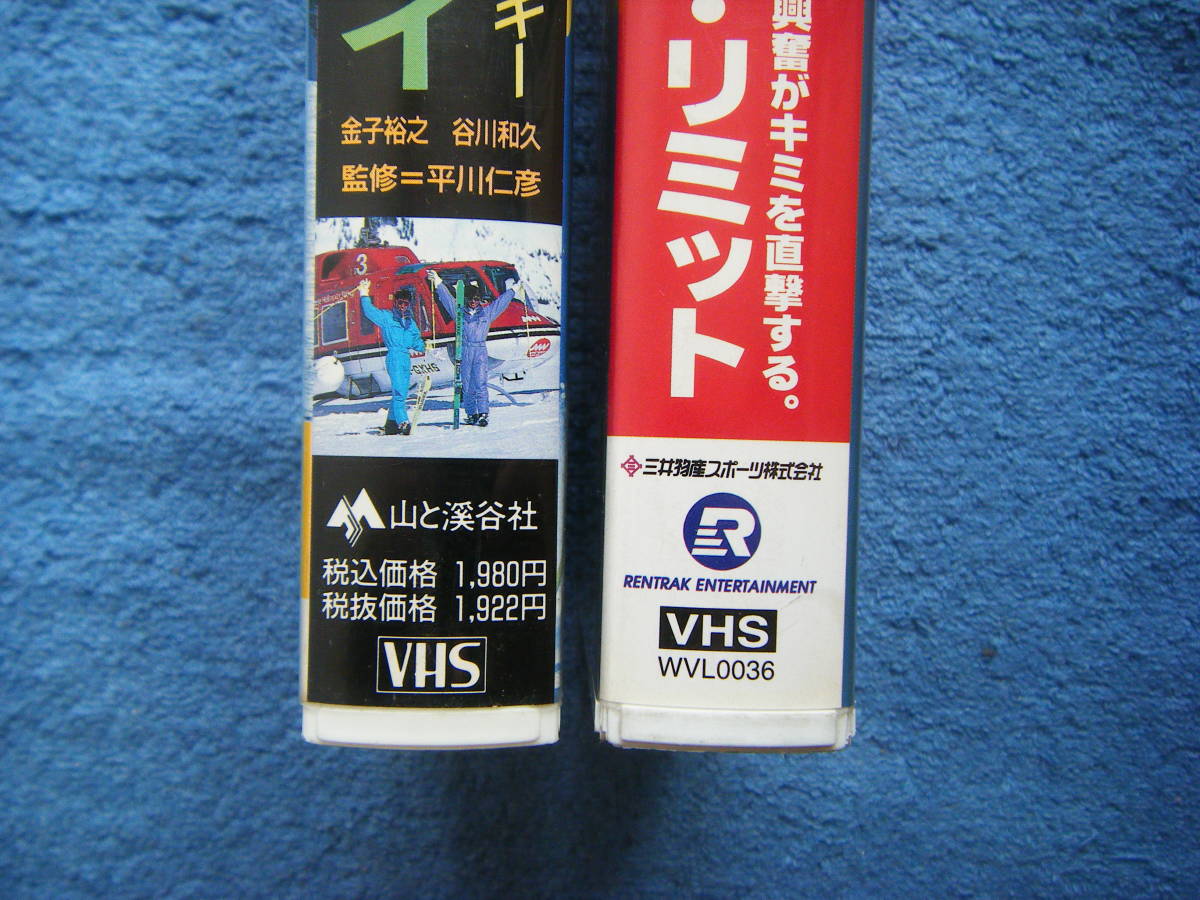 キー
イ
金子裕之　谷川和久
監修＝平川仁彦
3
山と溪谷社
税込価格 1,980円
税抜価格 1,922円
VHS
興奮がキミを直撃する。
・リミット
三井物産スポーツ株式会社
R
RENTRAK ENTERTAINMENT
VHS
WVL0036